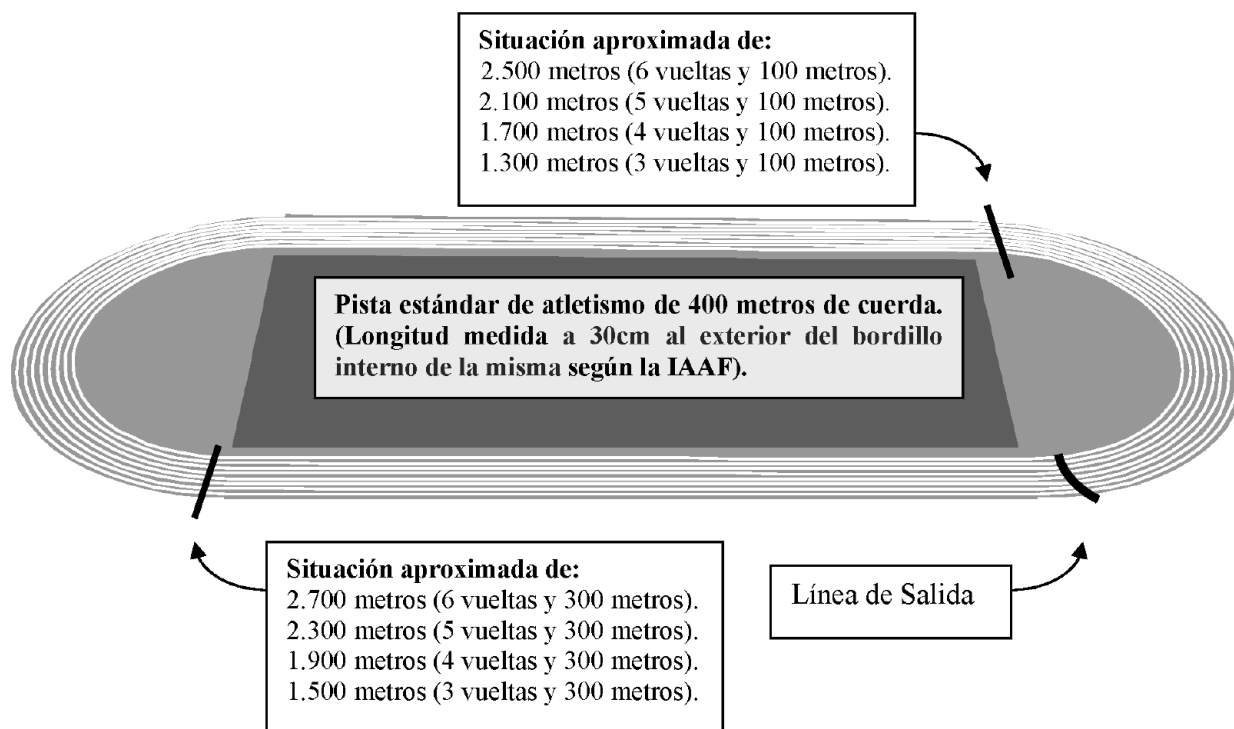 Situación aproximada de:
2.500 metros (6 vueltas y 100 metros).
2.100 metros (5 vueltas y 100 metros).
1.700 metros (4 vueltas y 100 metros).
1.300 metros (3 vueltas y 100 metros).
Pista estándar de atletismo de 400 metros de cuerda.
(Longitud medida a 30cm al exterior del bordillo
interno de la misma según la IAAF).
Situación aproximada de:
2.700 metros (6 vueltas y 300 metros).
2.300 metros (5 vueltas y 300 metros).
1.900 metros (4 vueltas y 300 metros).
1.500 metros (3 vueltas y 300 metros).
Línea de Salida